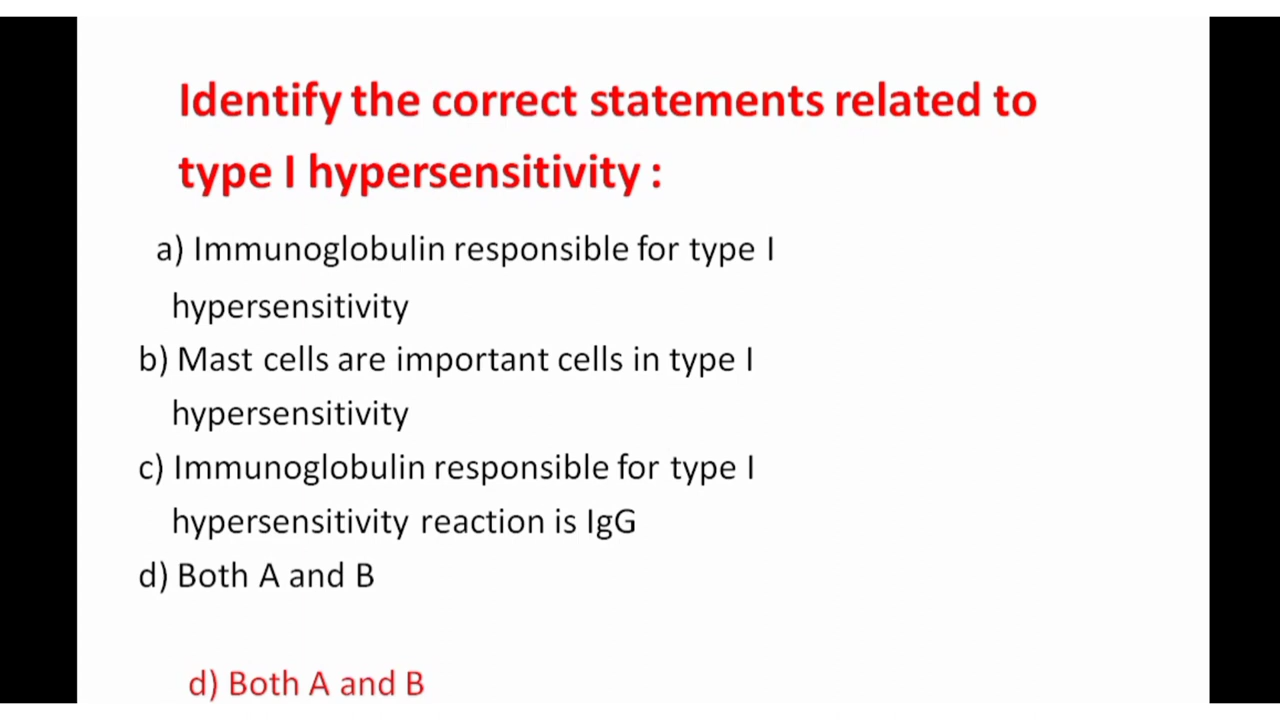 Identify the correct statements related to
type I hypersensitivity :
a) Immunoglobulin responsible for type I
hypersensitivity
b) Mast cells are important cells in type I
hypersensitivity
c) Immunoglobulin responsible for type I
hypersensitivity reaction is IgG
d) Both A and B
d) Both A and B